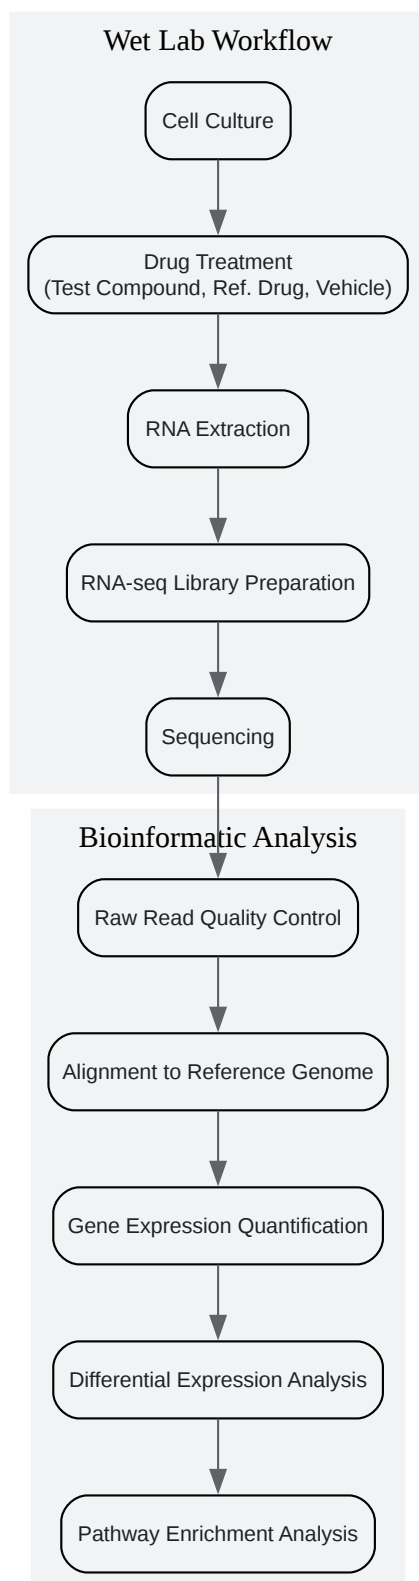 Wet Lab Workflow
Cell Culture
Drug Treatment
(Test Compound, Ref. Drug, Vehicle)
RNA Extraction
RNA-seq Library Preparation
Sequencing
Bioinformatic Analysis
Raw Read Quality Control
Alignment to Reference Genome
Gene Expression Quantification
Differential Expression Analysis
Pathway Enrichment Analysis